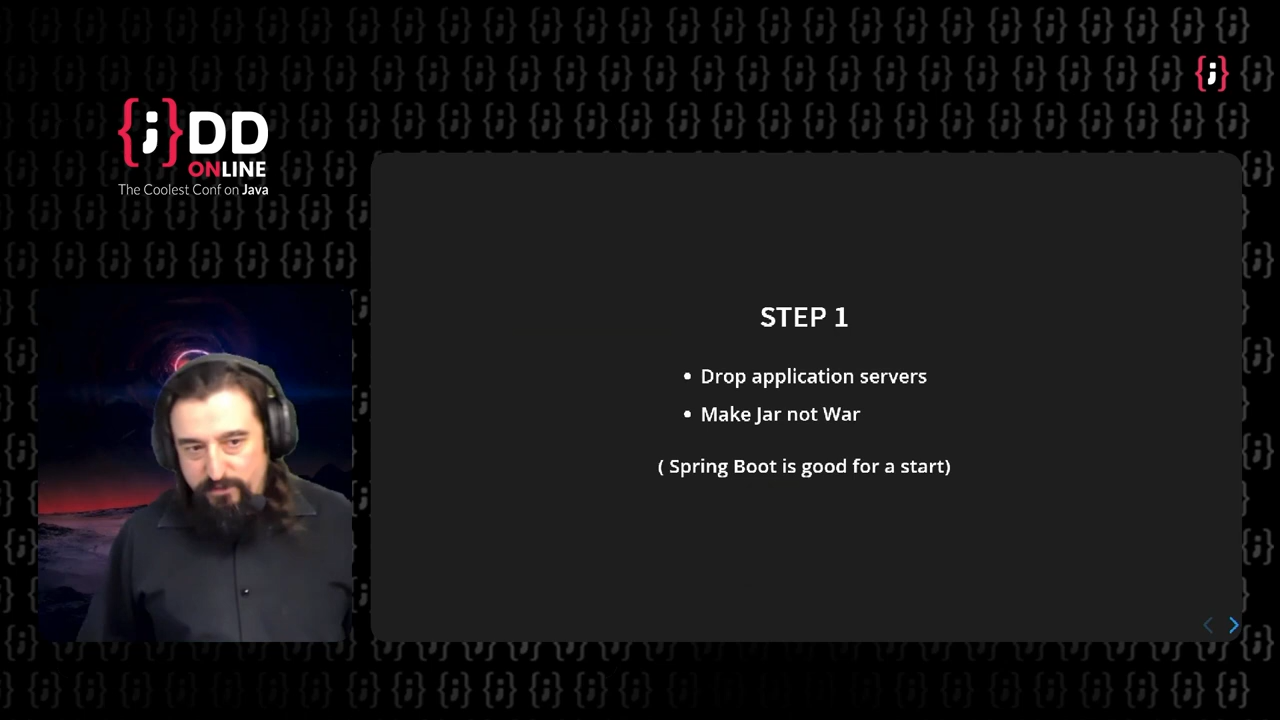 {;}DD
ONLINE
The Coolest Conf on Java
{;}
STEP 1
• Drop application servers
• Make Jar not War
( Spring Boot is good for a start)